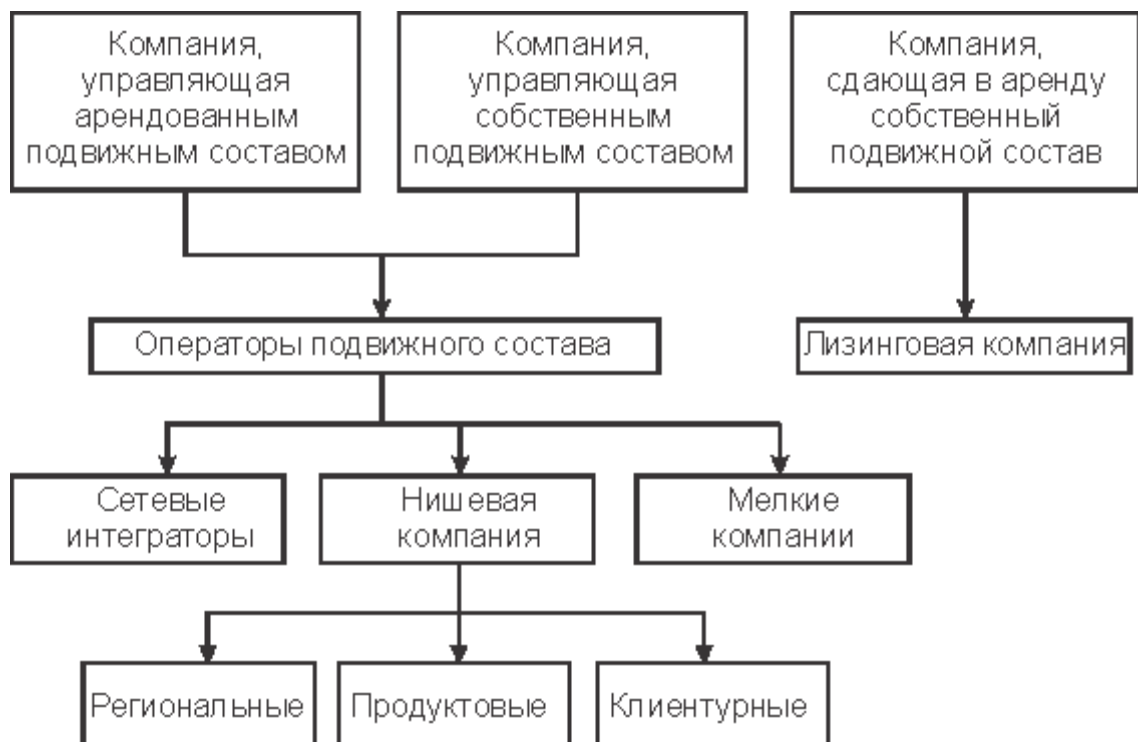 Компания,
управляющая
арендованным
подвижным составом
Компания,
управляющая
собственным
подвижным составом
Компания,
сдающая в аренду
собственный
подвижной состав
Операторы подвижного состава
Лизинговая компания
Сетевые
интеграторы
Нишевая
компания
Мелкие
компании
Региональные
Продуктовые
Клиентурные